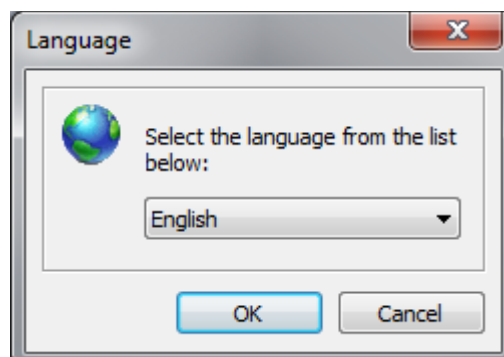 Language
Select the language from the list
below:
English
OK
Cancel